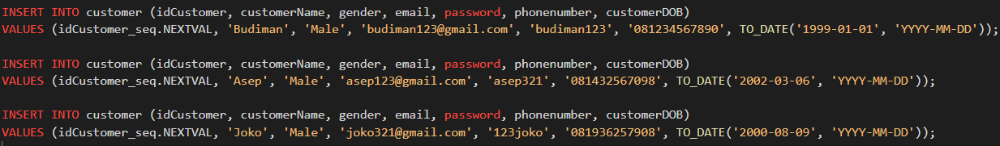 INSERT INTO customer (idCustomer, customerName, gender, email, password, phonenumber, customerDOB)
VALUES (idCustomer_seq.NEXTVAL, 'Budiman', 'Male', 'budiman123@gmail.com', 'budiman123', '081234567890', TO_DATE('1999-01-01', 'YYYY-MM-DD'));
INSERT INTO customer (idCustomer, customerName, gender, email, password, phonenumber, customerDOB)
VALUES (idCustomer_seq.NEXTVAL, 'Asep', 'Male', 'asep123@gmail.com', 'asep321', '081432567098', TO_DATE('2002-03-06', 'YYYY-MM-DD'));
INSERT INTO customer (idCustomer, customerName, gender, email, password, phonenumber, customerDOB)
VALUES (idCustomer_seq.NEXTVAL, 'Joko', 'Male', 'joko321@gmail.com', '123joko', '081936257908', TO_DATE('2000-08-09', 'YYYY-MM-DD'));